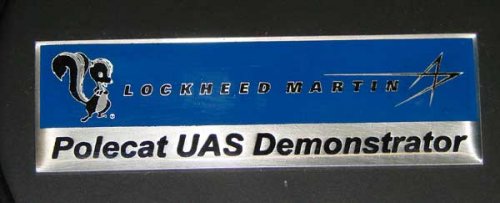 LOCKHEED MARTIN
Polecat UAS Demonstrator